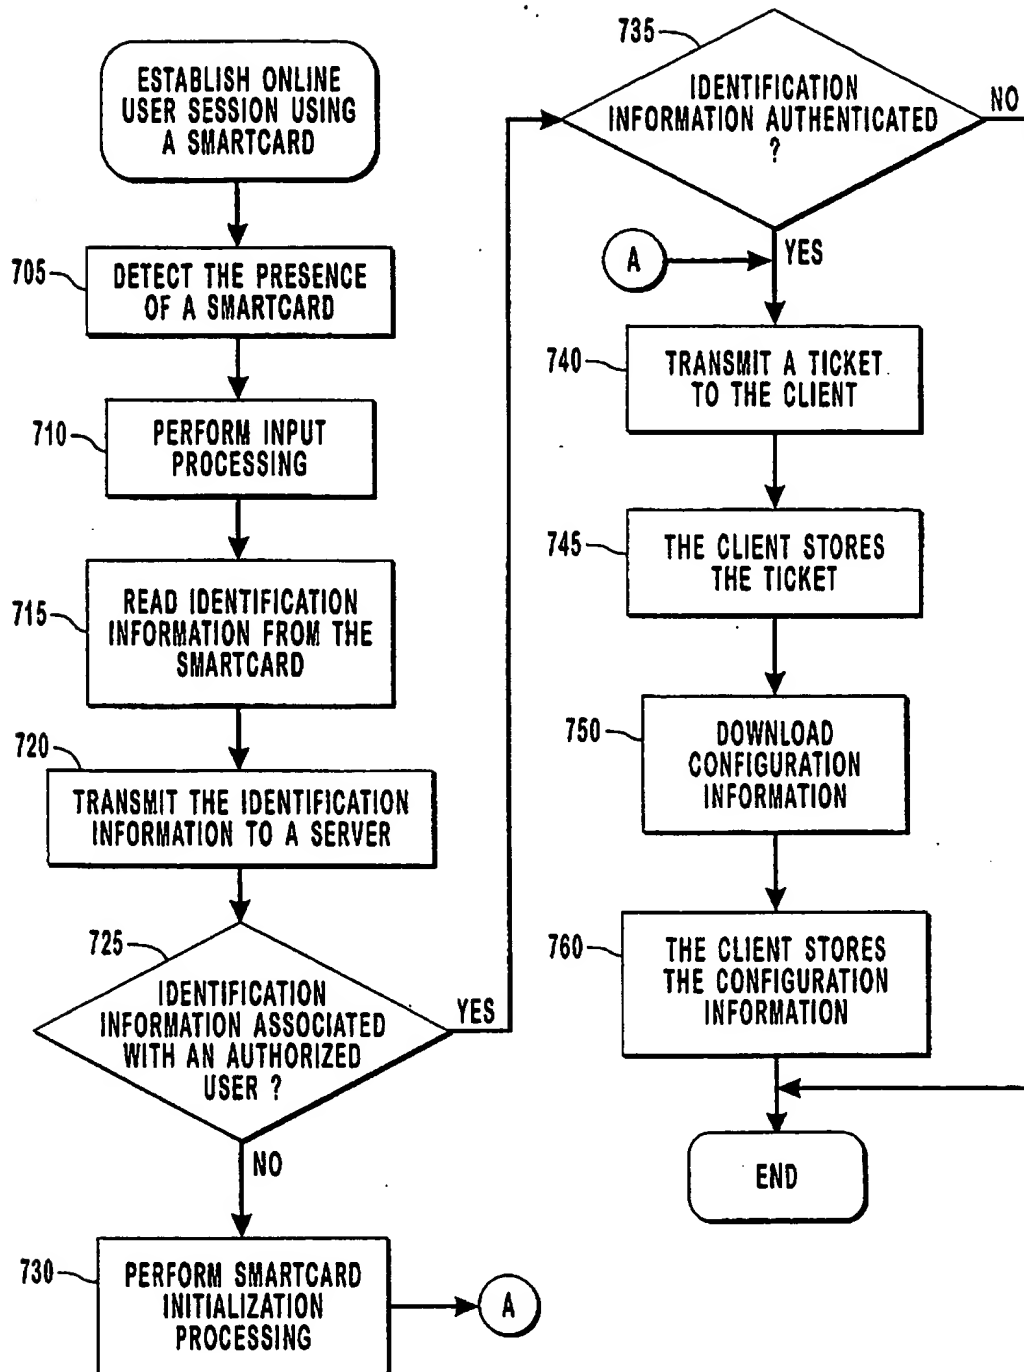 ESTABLISH ONLINE
USER SESSION USING
A SMARTCARD
705
DETECT THE PRESENCE
OF A SMARTCARD
710
PERFORM INPUT
PROCESSING
715
READ IDENTIFICATION
INFORMATION FROM THE
SMARTCARD
720
TRANSMIT THE IDENTIFICATION
INFORMATION TO A SERVER
725
IDENTIFICATION
INFORMATION ASSOCIATED
WITH AN AUTHORIZED
USER ?
YES
NO
730
PERFORM SMARTCARD
INITIALIZATION
PROCESSING
A
735
IDENTIFICATION
INFORMATION AUTHENTICATED
?
NO
YES
A
740
TRANSMIT A TICKET
TO THE CLIENT
745
THE CLIENT STORES
THE TICKET
750
DOWNLOAD
CONFIGURATION
INFORMATION
760
THE CLIENT STORES
THE CONFIGURATION
INFORMATION
END